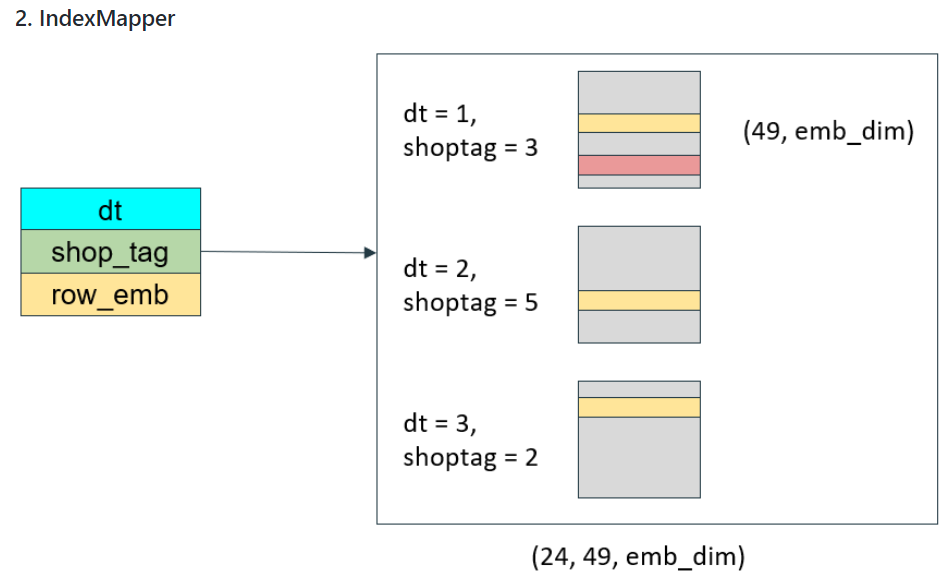 2. IndexMapper
dt
shop_tag
row_emb
dt = 1,
shoptag = 3
(49, emb_dim)
dt = 2,
shoptag = 5
dt = 3,
shoptag = 2
(24, 49, emb_dim)